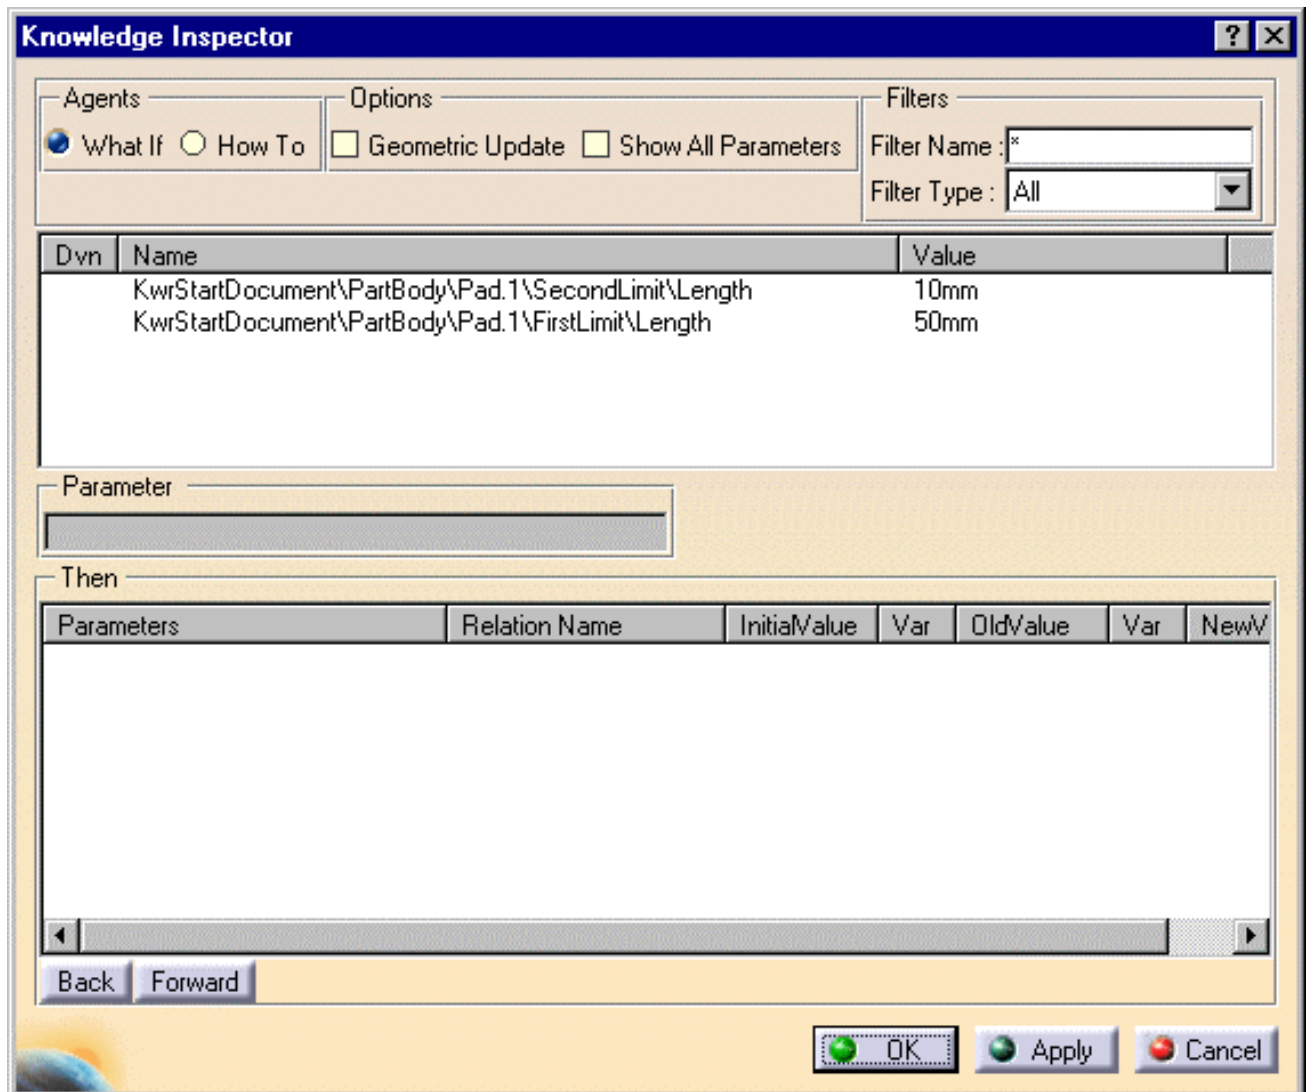 Knowledge Inspector
Agents Options Filters
What If How To Geometric Update Show All Parameters Filter Name : *
Filter Type : All
Dvn Name Value
KwrStartDocument\PartBody\Pad.1\SecondLimit\Length 10mm
KwrStartDocument\PartBody\Pad.1\FirstLimit\Length 50mm
Parameter
Then
Parameters Relation Name InitialValue Var OldValue Var NewV
Back Forward
OK Apply Cancel